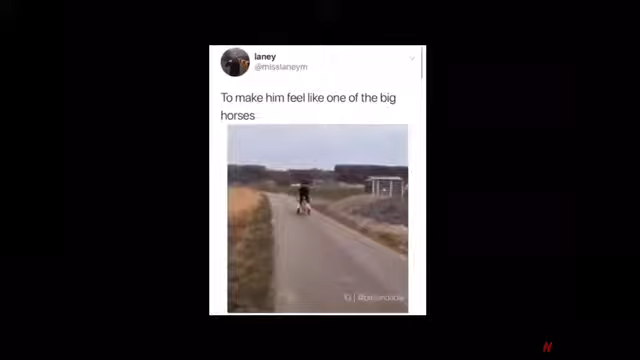 laney
@misslaneym
To make him feel like one of the big
horses